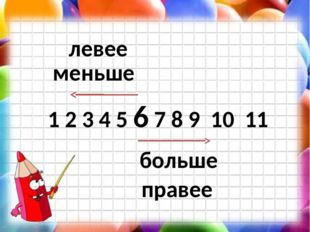 левее
меньше
1 2 3 4 5 6 7 8 9 10 11
больше
правее